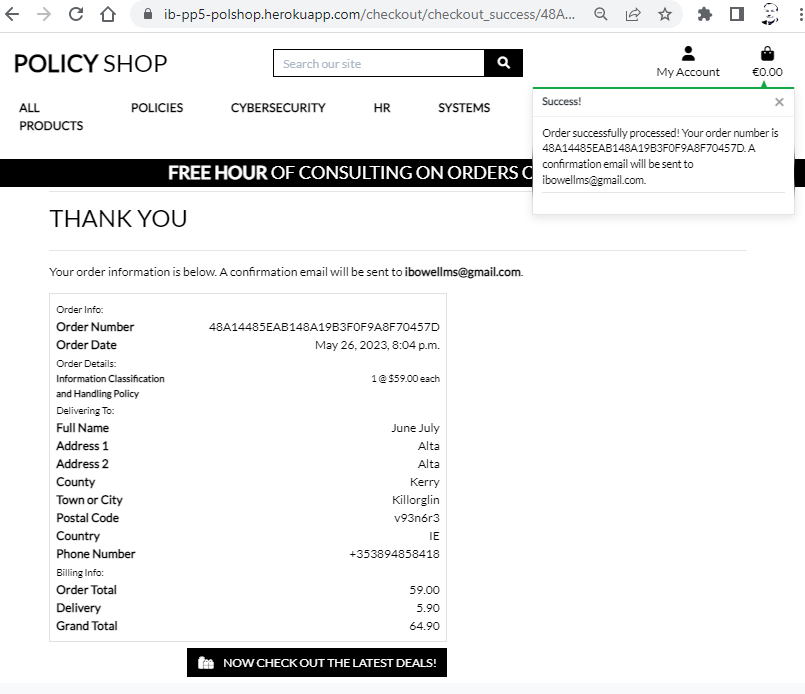 ib-pp5-polshop.herokuapp.com/checkout/checkout_success/48A...
POLICY SHOP
Search our site
My Account
€0.00
ALL PRODUCTS
POLICIES
CYBERSECURITY
HR
SYSTEMS
Success!
Order successfully processed! Your order number is
48A14485EAB148A19B3F0F9A8F70457D. A
confirmation email will be sent to
ibowellms@gmail.com.
FREE HOUR OF CONSULTING ON ORDERS
THANK YOU
Your order information is below. A confirmation email will be sent to ibowellms@gmail.com.
Order Info:
Order Number 48A14485EAB148A19B3F0F9A8F70457D
Order Date May 26, 2023, 8:04 p.m.
Order Details:
Information Classification 1 @ $59.00 each
and Handling Policy
Delivering To:
Full Name June July
Address 1 Alta
Address 2 Alta
County Kerry
Town or City Killorglin
Postal Code v93n6r3
Country IE
Phone Number +353894858418
Billing Info:
Order Total 59.00
Delivery 5.90
Grand Total 64.90
NOW CHECK OUT THE LATEST DEALS!